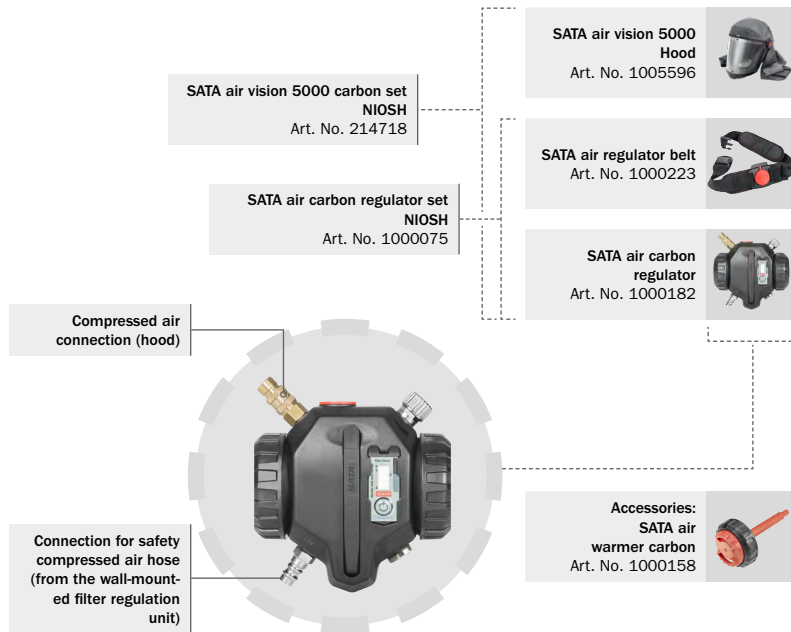 SATA air vision 5000
Hood
Art. No. 1005596
SATA air vision 5000 carbon set
NIOSH
Art. No. 214718
SATA air regulator belt
Art. No. 1000223
SATA air carbon regulator set
NIOSH
Art. No. 1000075
SATA air carbon
regulator
Art. No. 1000182
Compressed air
connection (hood)
SATA
Accessories:
SATA air
warmer carbon
Art. No. 1000158
Connection for safety
compressed air hose
(from the wall-mount-
ed filter regulation
unit)